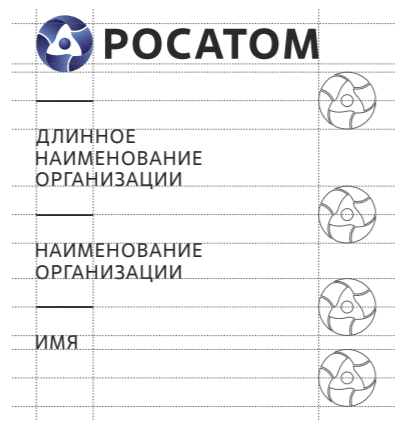 РОСАТОМ
ДЛИННОЕ
НАИМЕНОВАНИЕ
ОРГАНИЗАЦИИ
НАИМЕНОВАНИЕ
ОРГАНИЗАЦИИ
ИМЯ